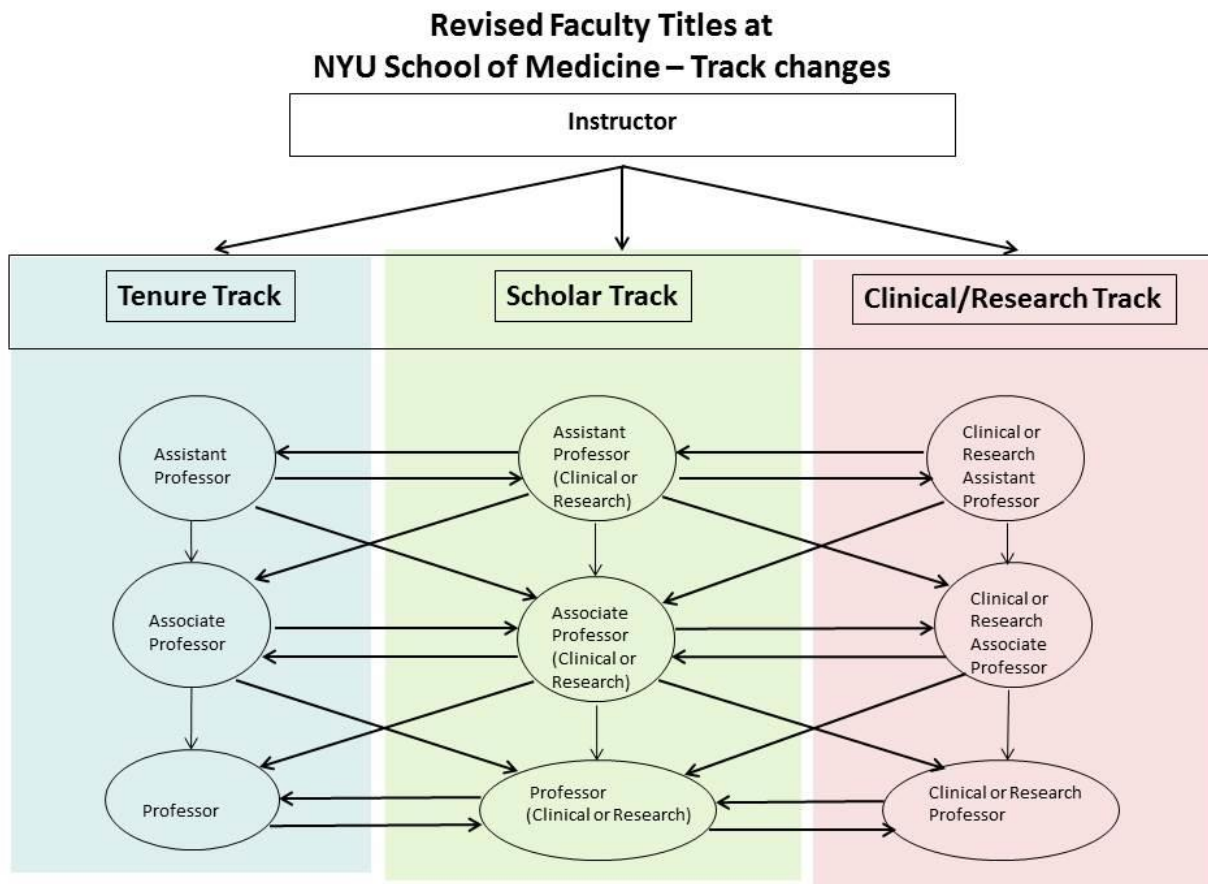 Revised Faculty Titles at
NYU School of Medicine – Track changes
Instructor
Tenure Track
Scholar Track
Clinical/Research Track
Assistant
Professor
Assistant
Professor
(Clinical or
Research)
Clinical or
Research
Assistant
Professor
Associate
Professor
Associate
Professor
(Clinical or
Research)
Clinical or
Research
Associate
Professor
Professor
Professor
(Clinical or Research)
Clinical or Research
Professor